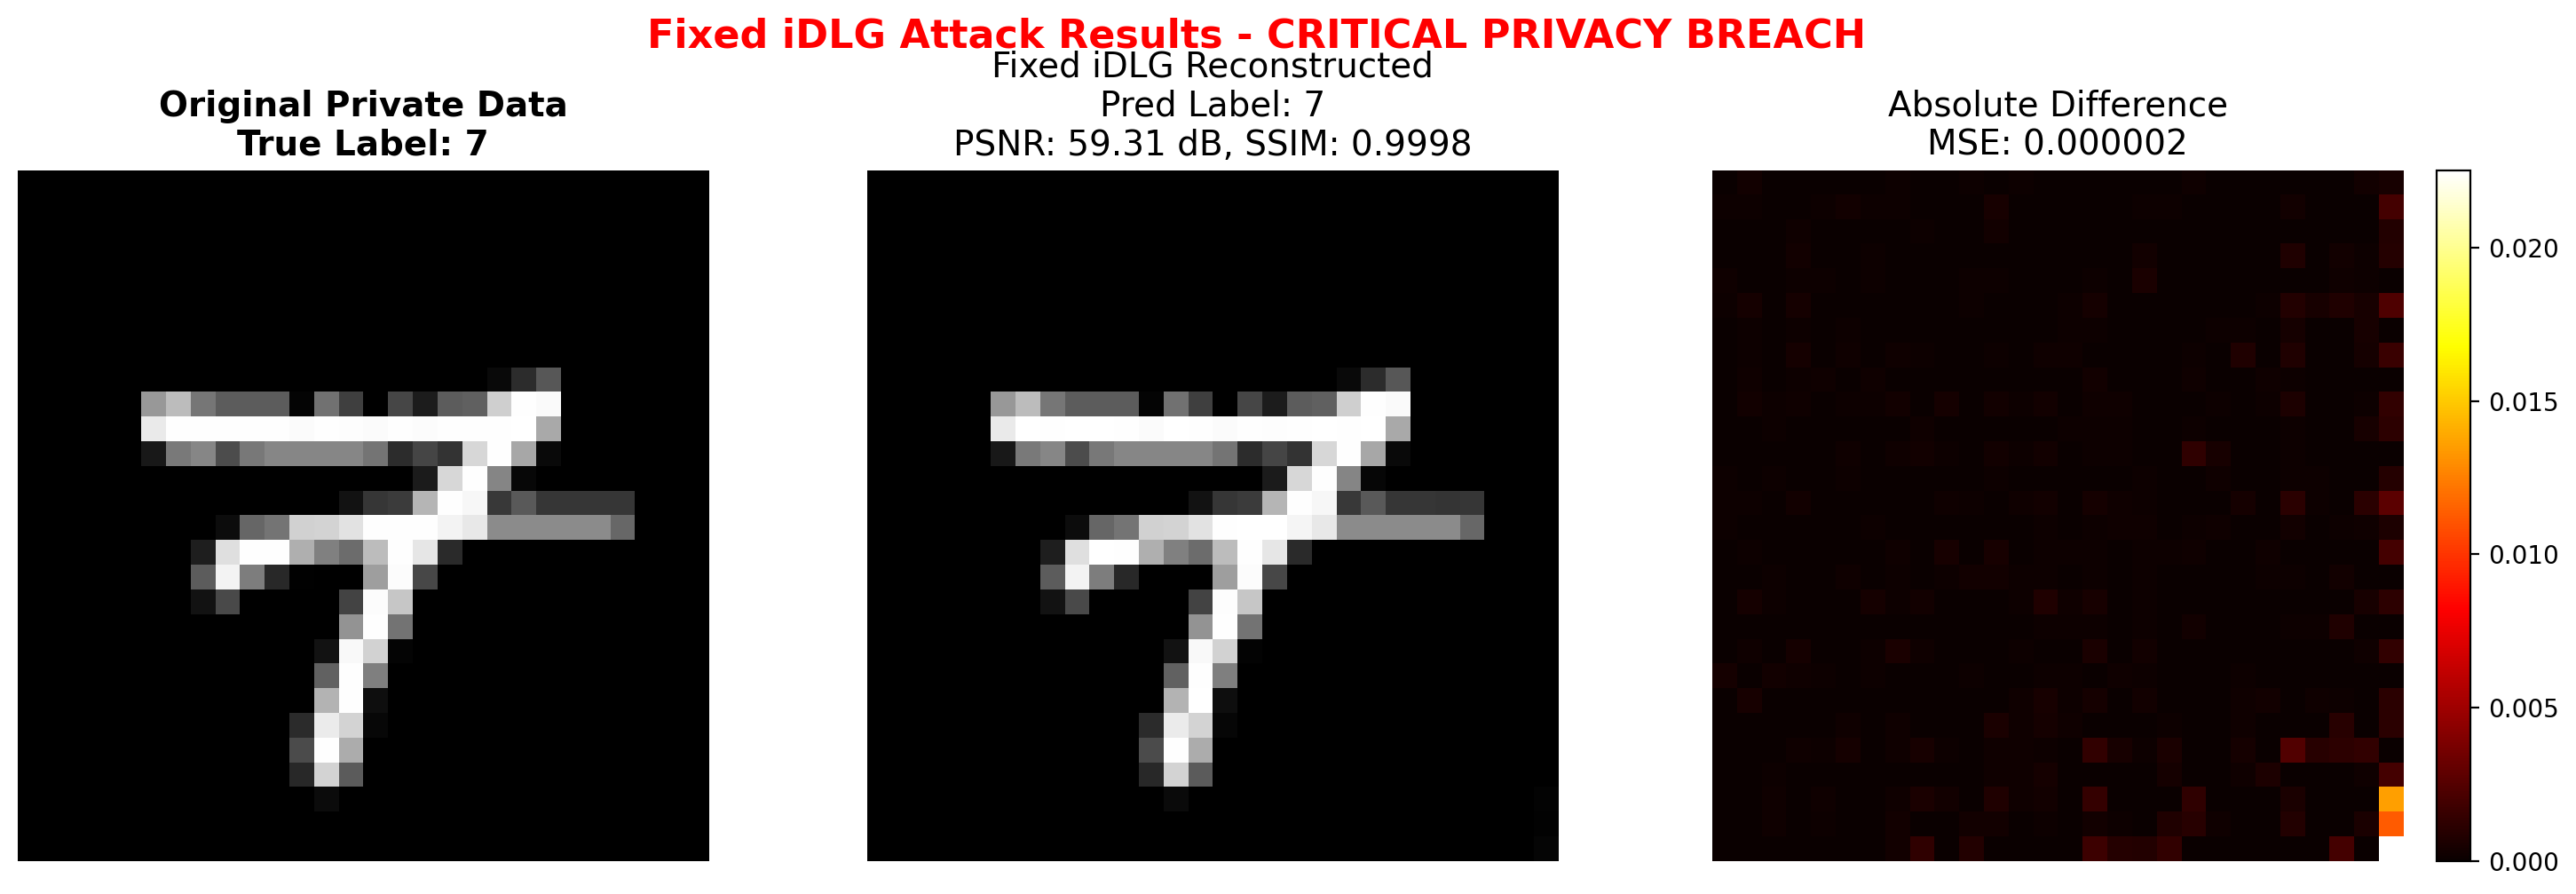 Fixed iDLG Attack Results - CRITICAL PRIVACY BREACH
Original Private Data
True Label: 7
Fixed iDLG Reconstructed
Pred Label: 7
PSNR: 59.31 dB, SSIM: 0.9998
Absolute Difference
MSE: 0.000002
7
7
0.020
0.015
0.010
0.005
0.000